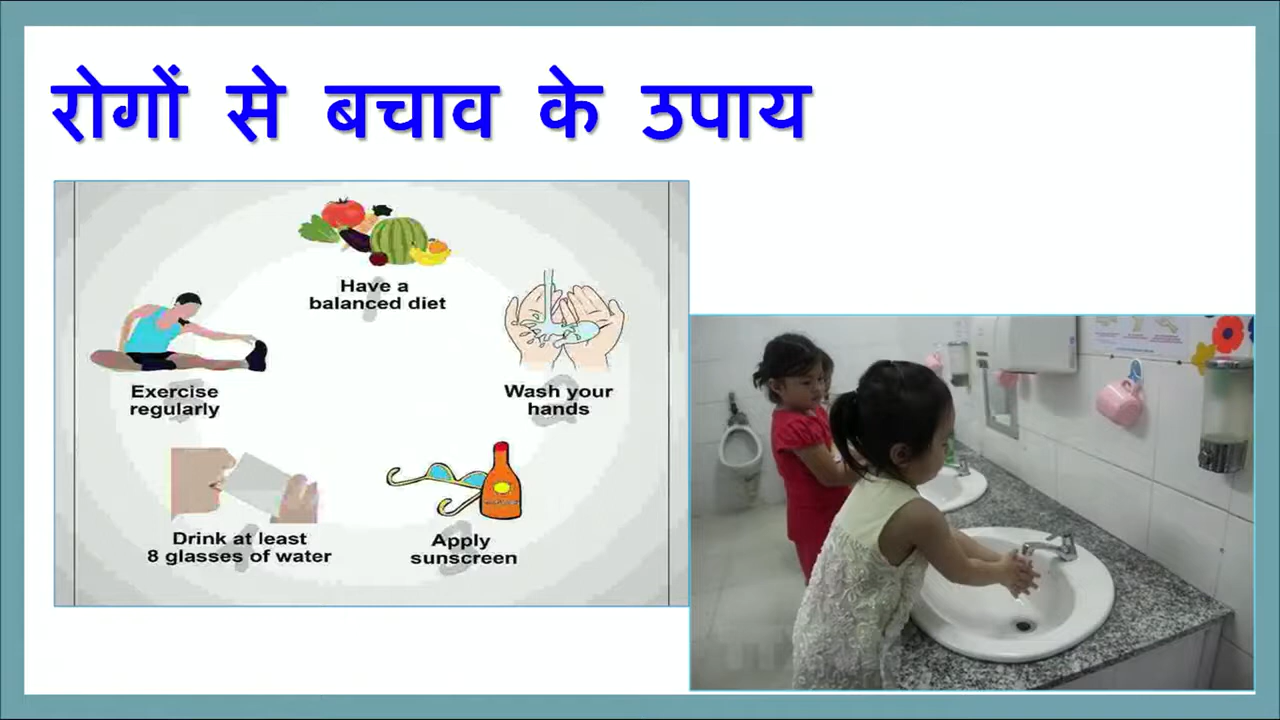 रोगों से बचाव के उपाय
Have a
balanced diet
Wash your
hands
Apply
sunscreen
Drink at least
8 glasses of water
Exercise
regularly